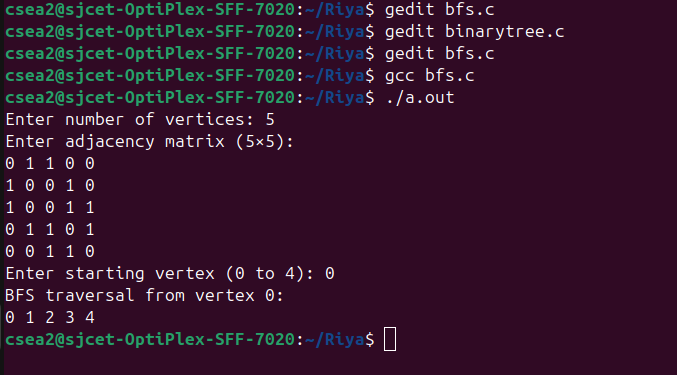 csea2@sjcet-OptiPlex-SFF-7020:~/Riya$ gedit bfs.c
csea2@sjcet-OptiPlex-SFF-7020:~/Riya$ gedit binarytree.c
csea2@sjcet-OptiPlex-SFF-7020:~/Riya$ gedit bfs.c
csea2@sjcet-OptiPlex-SFF-7020:~/Riya$ gcc bfs.c
csea2@sjcet-OptiPlex-SFF-7020:~/Riya$ ./a.out
Enter number of vertices: 5
Enter adjacency matrix (5×5):
0 1 1 0 0
1 0 0 1 0
1 0 0 1 1
0 1 1 0 1
0 0 1 1 0
Enter starting vertex (0 to 4): 0
BFS traversal from vertex 0:
0 1 2 3 4
csea2@sjcet-OptiPlex-SFF-7020:~/Riya$